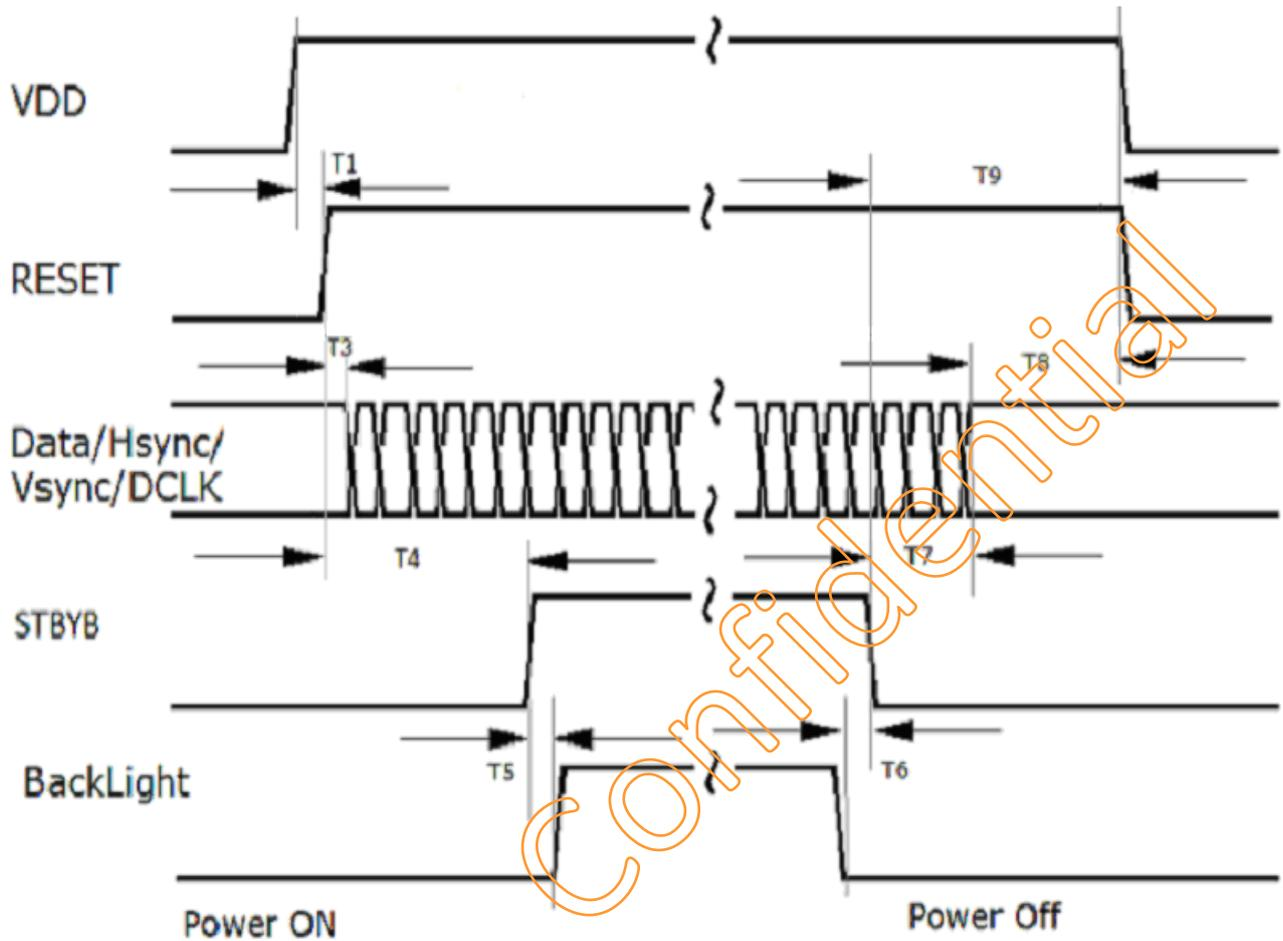 VDD
T1
T9
RESET
T3
T8
Data/Hsync/
Vsync/DCLK
T4
T7
STBYB
T5
T6
BackLight
Power ON
Power Off
Confidential